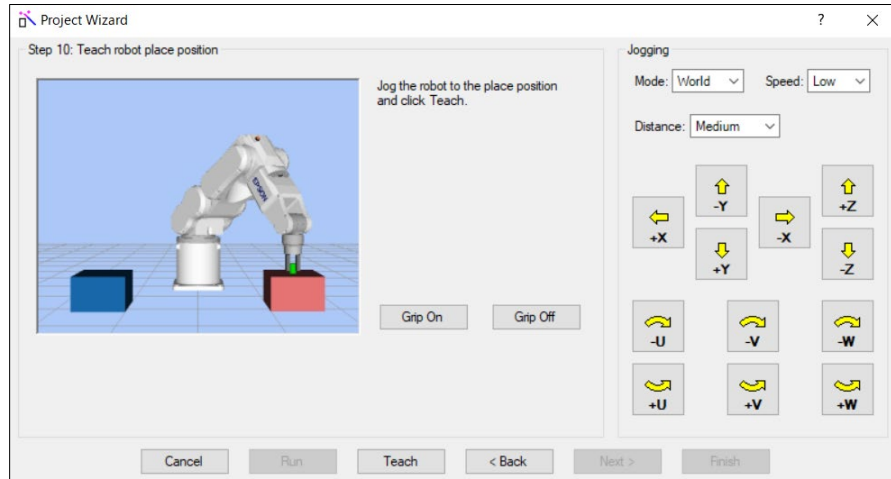 Project Wizard
?
Step 10: Teach robot place position
Jog the robot to the place position
and click Teach.
EPSON
Grip On
Grip Off
Jogging
Mode: World
Speed: Low
Distance: Medium
+X
-Y
+Y
-X
+Z
-Z
-U
-V
-W
+U
+V
+W
Cancel
Run
Teach
< Back
Next >
Finish